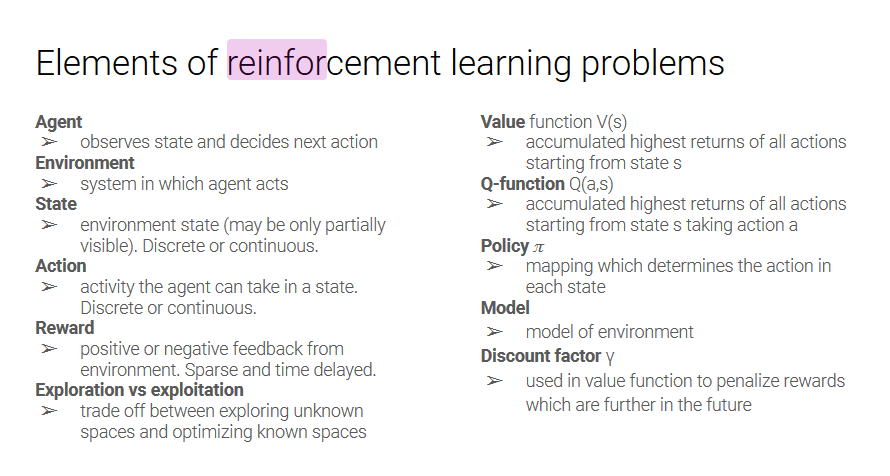 Elements of reinforcement learning problems
Agent
➢ observes state and decides next action
Environment
➢ system in which agent acts
State
➢ environment state (may be only partially
visible). Discrete or continuous.
Action
➢ activity the agent can take in a state.
Discrete or continuous.
Reward
➢ positive or negative feedback from
environment. Sparse and time delayed.
Exploration vs exploitation
➢ trade off between exploring unknown
spaces and optimizing known spaces
Value function V(s)
➢ accumulated highest returns of all actions
starting from state s
Q-function Q(a,s)
➢ accumulated highest returns of all actions
starting from state s taking action a
Policy π
➢ mapping which determines the action in
each state
Model
➢ model of environment
Discount factor γ
➢ used in value function to penalize rewards
which are further in the future